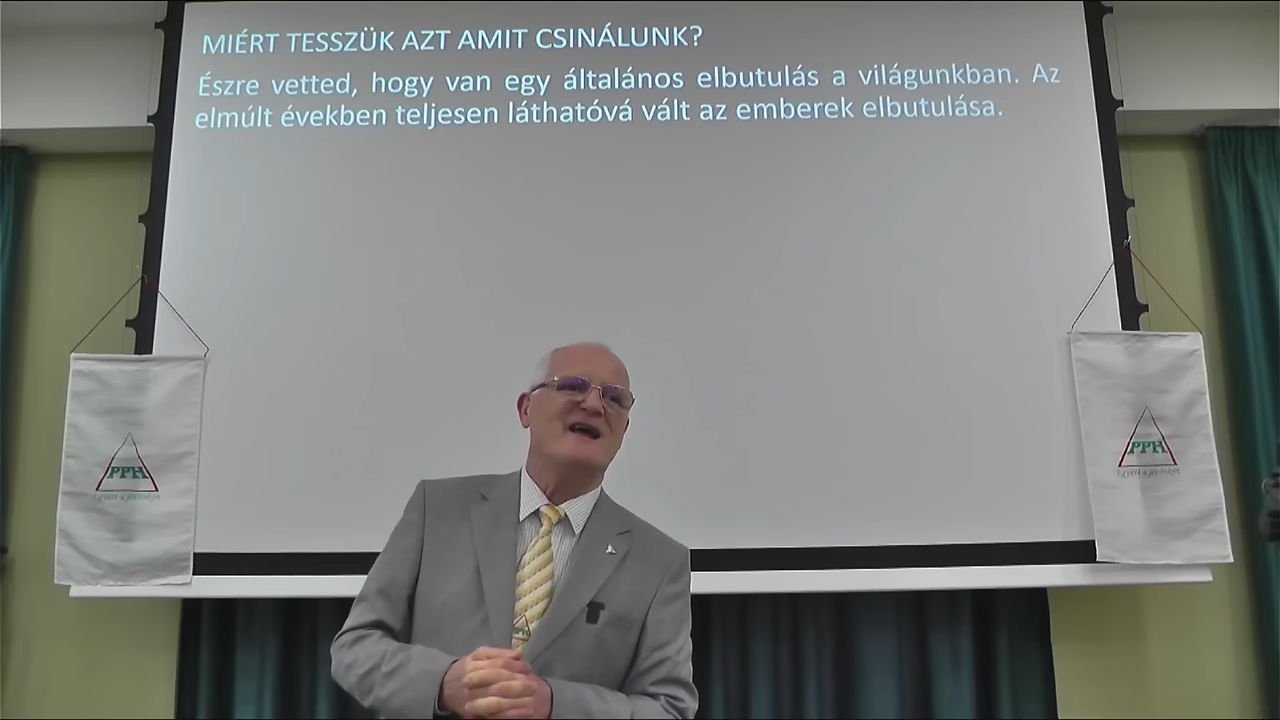 MIÉRT TESSZÜK AZT AMIT CSINÁLUNK?
Észre vetted, hogy van egy általános elbutulás a világunkban. Az
elmúlt években teljesen láthatóvá vált az emberek elbutulása.
PPH
PPH